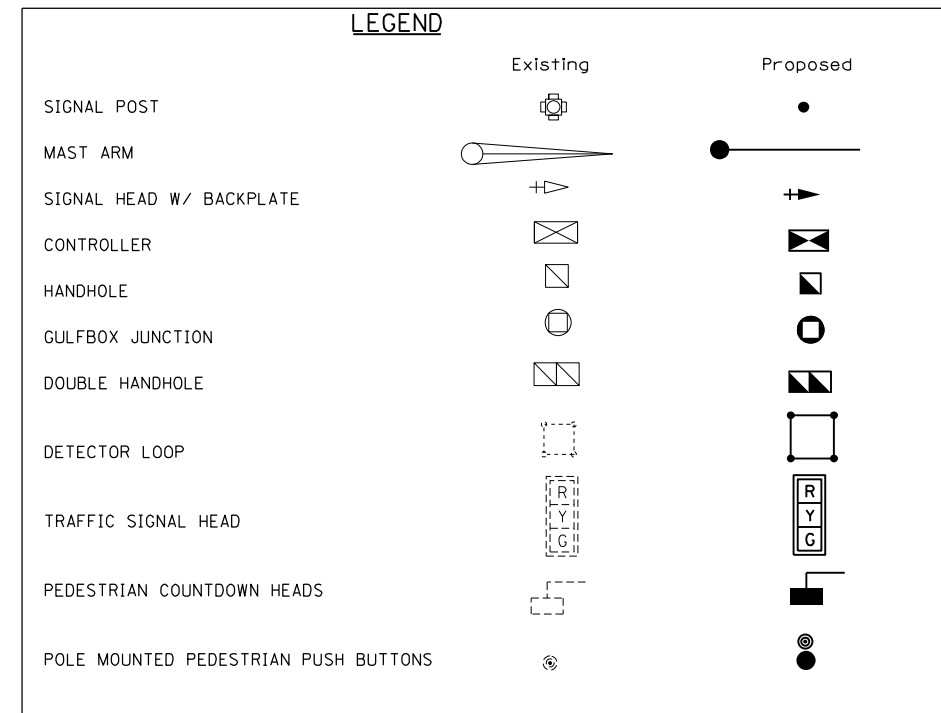 LEGEND
Existing Proposed
SIGNAL POST
MAST ARM
SIGNAL HEAD W/ BACKPLATE
CONTROLLER
HANDHOLE
GULFBOX JUNCTION
DOUBLE HANDHOLE
DETECTOR LOOP
R R
TRAFFIC SIGNAL HEAD Y Y
G G
PEDESTRIAN COUNTDOWN HEADS
POLE MOUNTED PEDESTRIAN PUSH BUTTONS